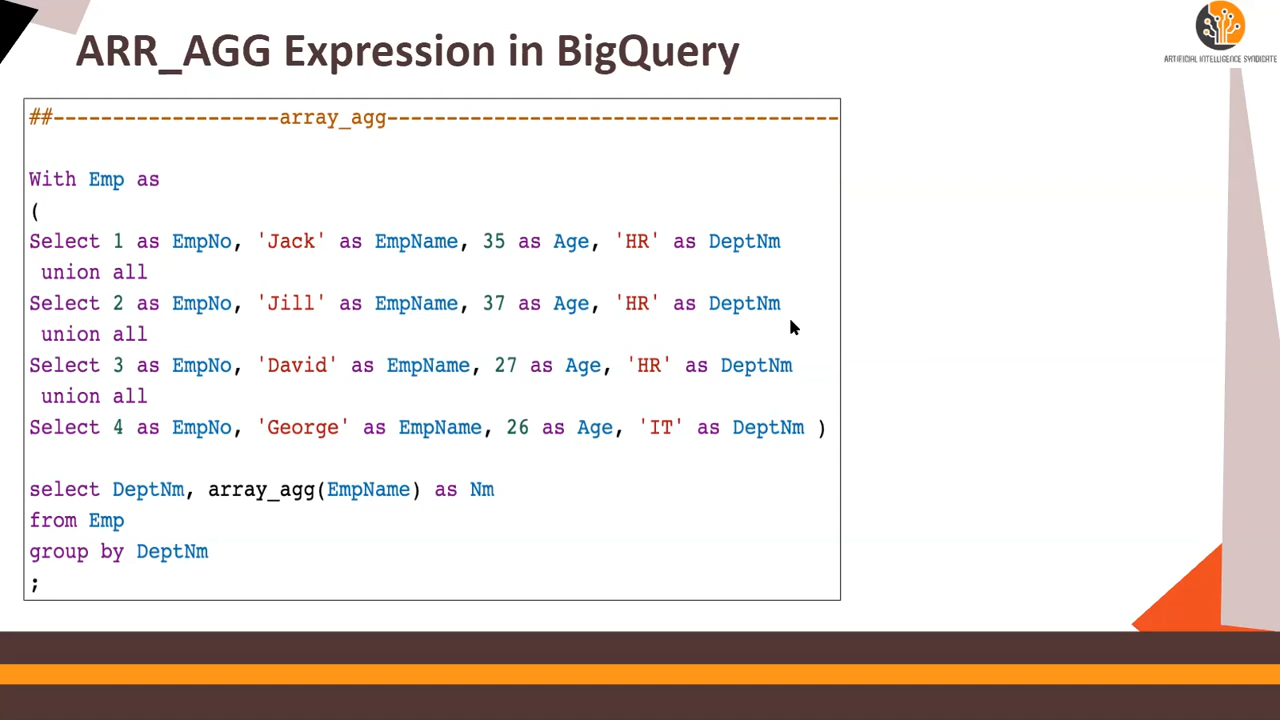 ARR_AGG Expression in BigQuery
ARTIFICIAL INTELLIGENCE SYNDICATE
##-------------------array_agg--------------------------------------
With Emp as
(
Select 1 as EmpNo, 'Jack' as EmpName, 35 as Age, 'HR' as DeptNm
union all
Select 2 as EmpNo, 'Jill' as EmpName, 37 as Age, 'HR' as DeptNm
union all
Select 3 as EmpNo, 'David' as EmpName, 27 as Age, 'HR' as DeptNm
union all
Select 4 as EmpNo, 'George' as EmpName, 26 as Age, 'IT' as DeptNm )
select DeptNm, array_agg(EmpName) as Nm
from Emp
group by DeptNm
;